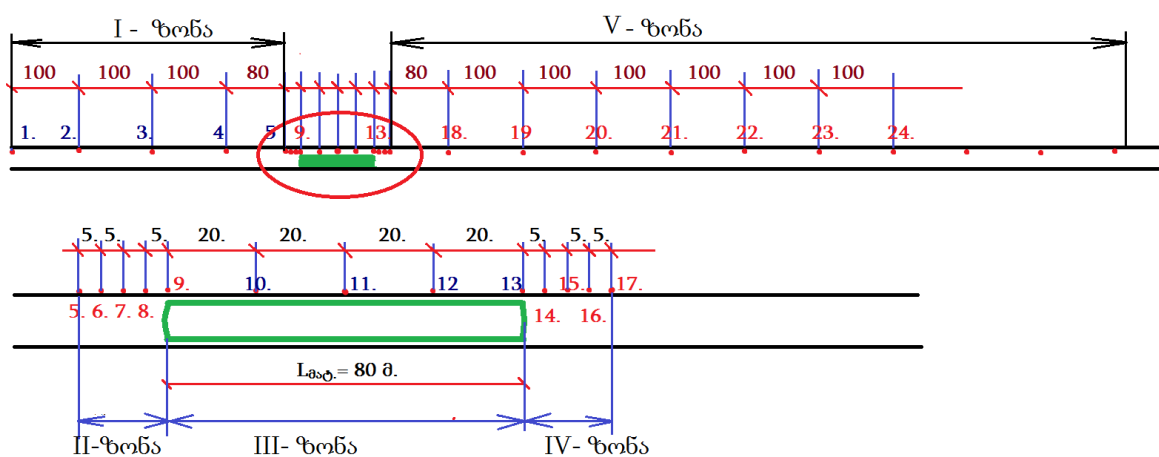 I - ზონა V - ზონა
100 100 100 80 80 100 100 100 100 100 100
1. 2. 3. 4. 5 9. 13. 18. 19 20. 21. 22. 23. 24.
5. 5. 5. 20. 20. 20. 20. 5. 5. 5.
9. 10. 11. 12 13 15. 17.
5. 6. 7. 8. 14. 16.
Lმატ.= 80 მ.
II-ზონა III- ზონა IV- ზონა